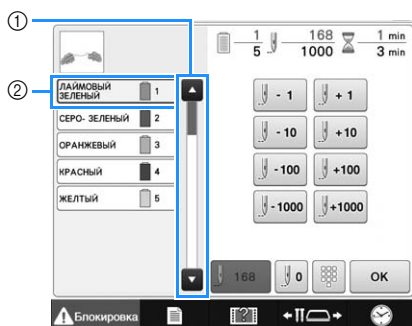 ①
1/5 168/1000 1 min/3 min
②
ЛАЙМОВЫЙ
ЗЕЛЕНЫЙ 1
СЕРО- ЗЕЛЕНЫЙ 2
ОРАНЖЕВЫЙ 3
КРАСНЫЙ 4
ЖЕЛТЫЙ 5
- 1 + 1
- 10 +10
- 100 +100
- 1000 +1000
168 0 OK
Блокировка ?